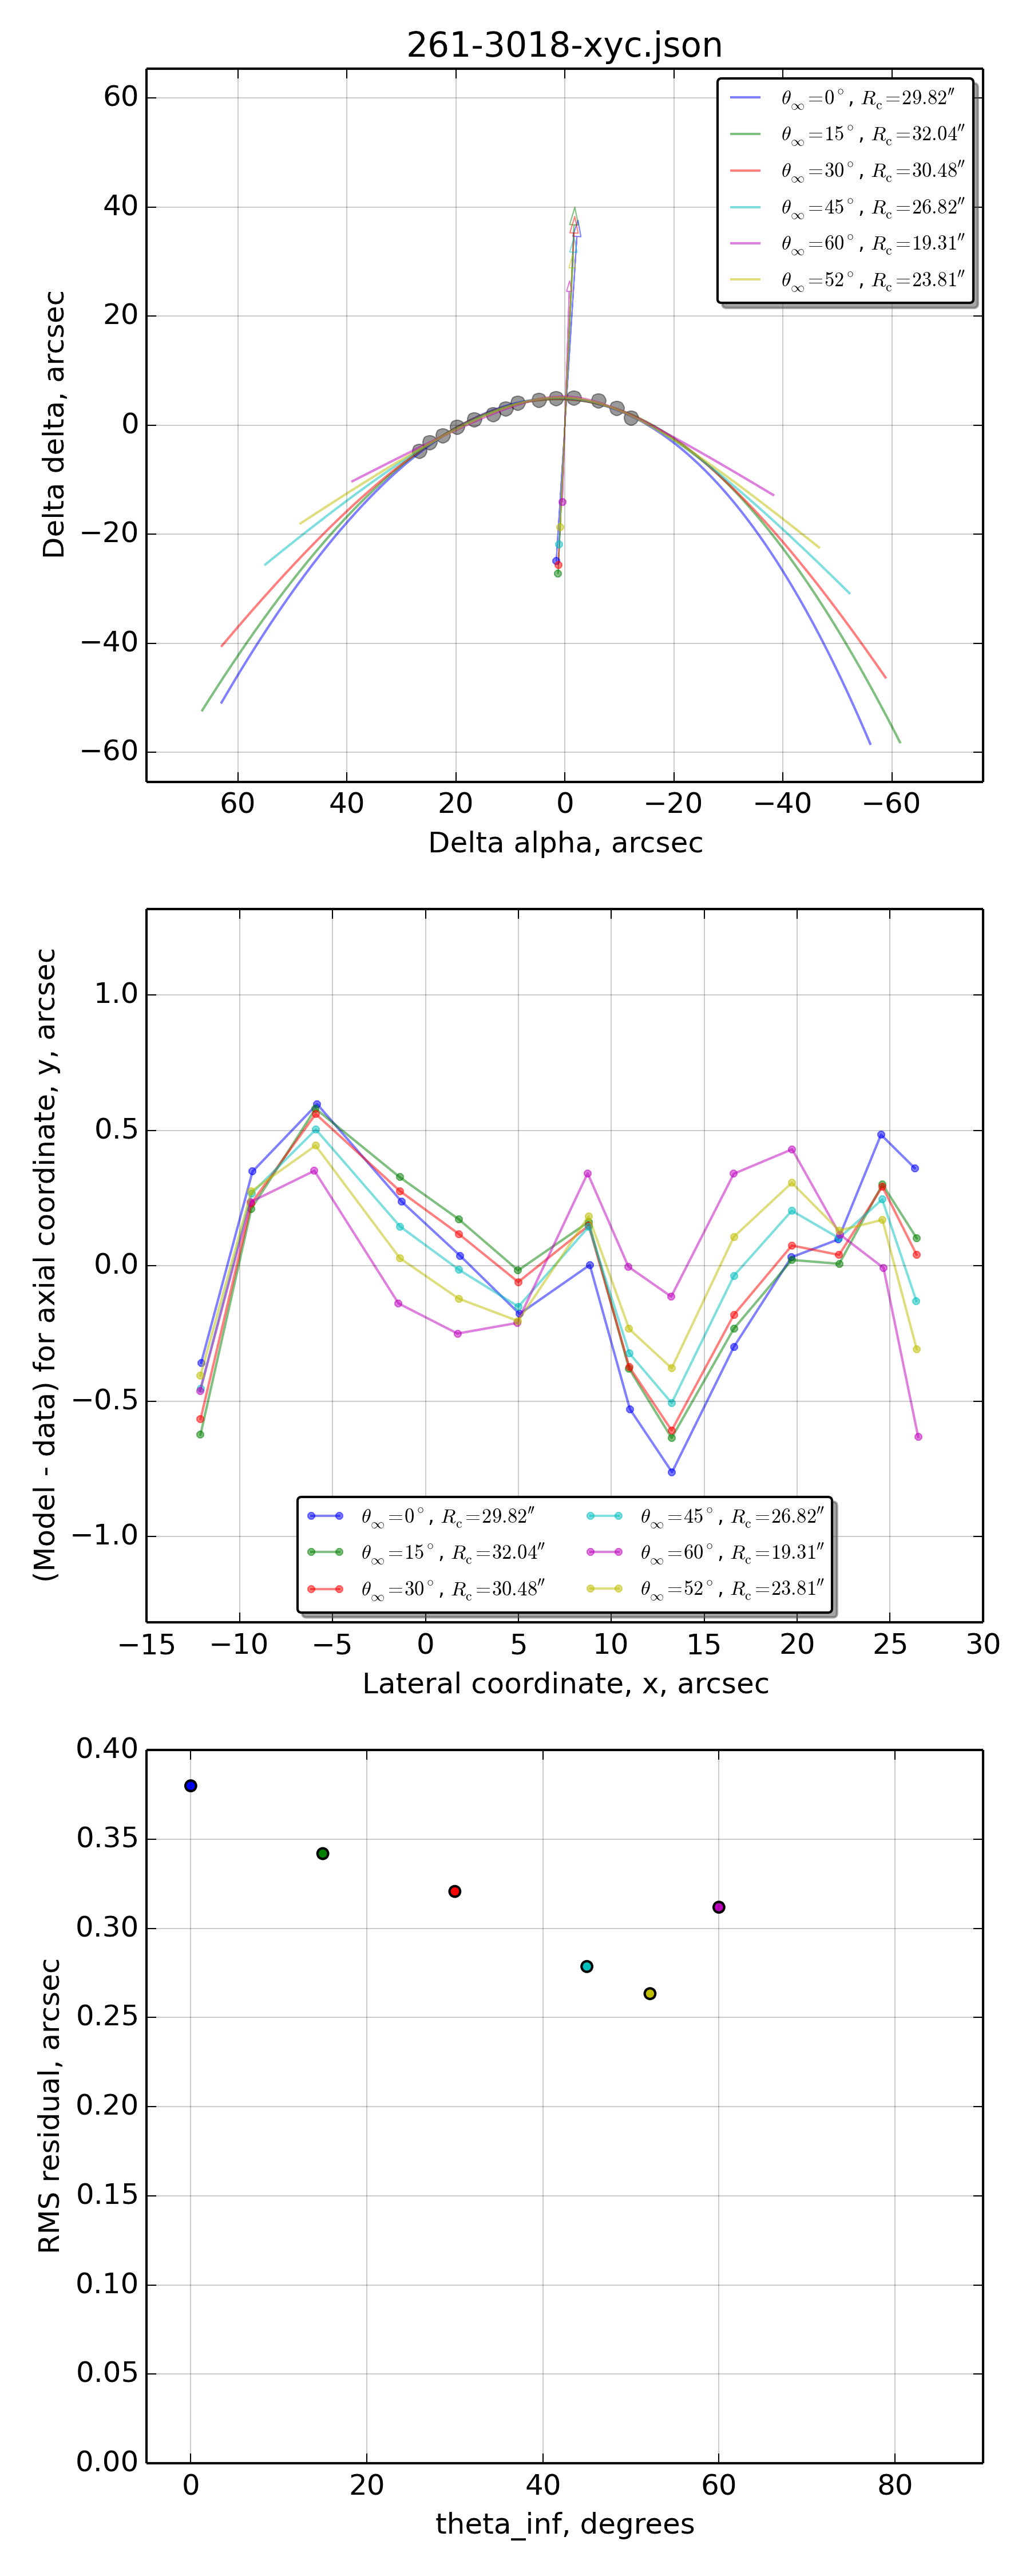 261-3018-xyc.json
60
40
20
0
−20
−40
−60
Delta delta, arcsec
θ∞=0°, Rc=29.82″
θ∞=15°, Rc=32.04″
θ∞=30°, Rc=30.48″
θ∞=45°, Rc=26.82″
θ∞=60°, Rc=19.31″
θ∞=52°, Rc=23.81″
60 40 20 0 −20 −40 −60
Delta alpha, arcsec
1.0
0.5
0.0
−0.5
−1.0
(Model - data) for axial coordinate, y, arcsec
θ∞=0°, Rc=29.82″ θ∞=45°, Rc=26.82″
θ∞=15°, Rc=32.04″ θ∞=60°, Rc=19.31″
θ∞=30°, Rc=30.48″ θ∞=52°, Rc=23.81″
−15 −10 −5 0 5 10 15 20 25 30
Lateral coordinate, x, arcsec
0.40
0.35
0.30
0.25
0.20
0.15
0.10
0.05
0.00
RMS residual, arcsec
0 20 40 60 80
theta_inf, degrees